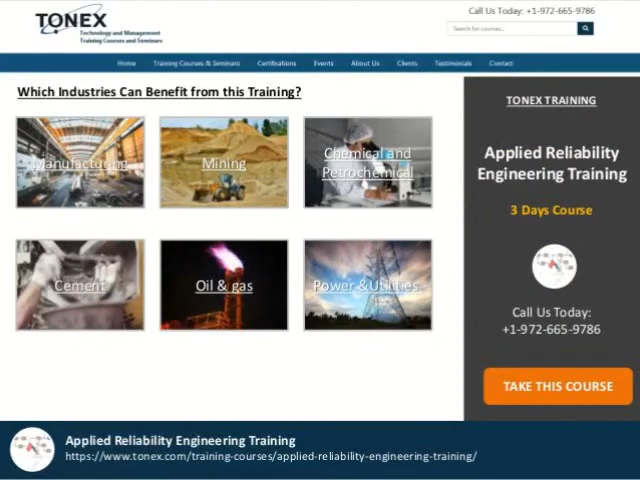 TONEX
Technology and Management
Training Courses and Seminars
Call Us Today: +1-972-665-9786
Search for courses...
Home Training Courses & Seminars Certifications Events About Us Clients Testimonials Contact
Which Industries Can Benefit from this Training?
Manufacturing
Mining
Chemical and
Petrochemical
Cement
Oil & gas
Power &Utilities
TONEX TRAINING
Applied Reliability
Engineering Training
3 Days Course
Call Us Today:
+1-972-665-9786
TAKE THIS COURSE
Applied Reliability Engineering Training
https://www.tonex.com/training-courses/applied-reliability-engineering-training/